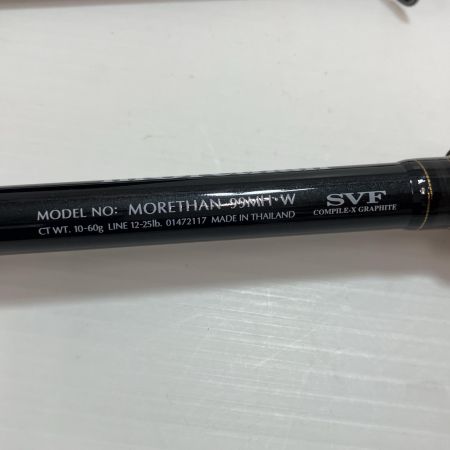 MODEL NO: MORETHAN 99MH·W
CT WT. 10-60g LINE 12-25lb. 01472117 MADE IN THAILAND
SVF
COMPILE-X GRAPHITE